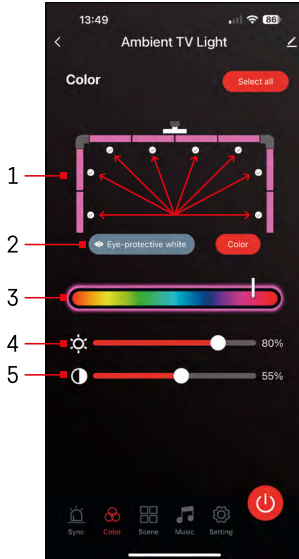 13:49
86
Ambient TV Light
Color
Select all
1
2
Eye-protective white
Color
3
4
80%
5
55%
Sync
Color
Scene
Music
Setting